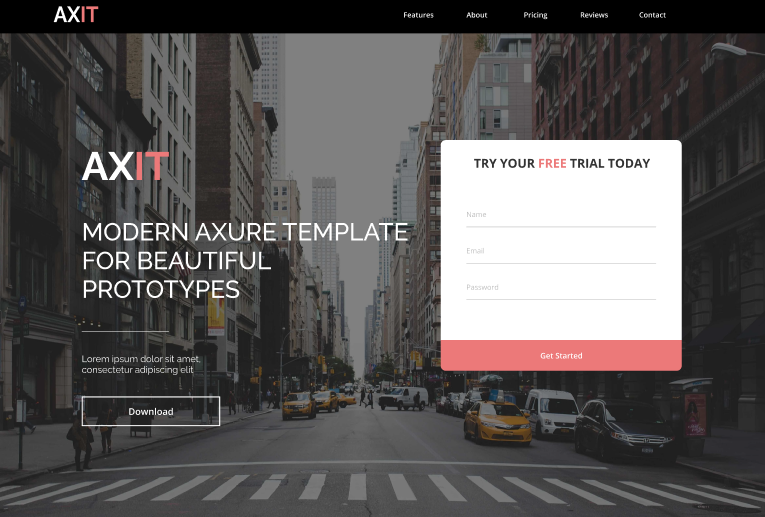 AXIT
Features About Pricing Reviews Contact
AXIT
MODERN AXURE TEMPLATE
FOR BEAUTIFUL
PROTOTYPES
Lorem ipsum dolor sit amet,
consectetur adipiscing elit
Download
TRY YOUR FREE TRIAL TODAY
Name
Email
Password
Get Started